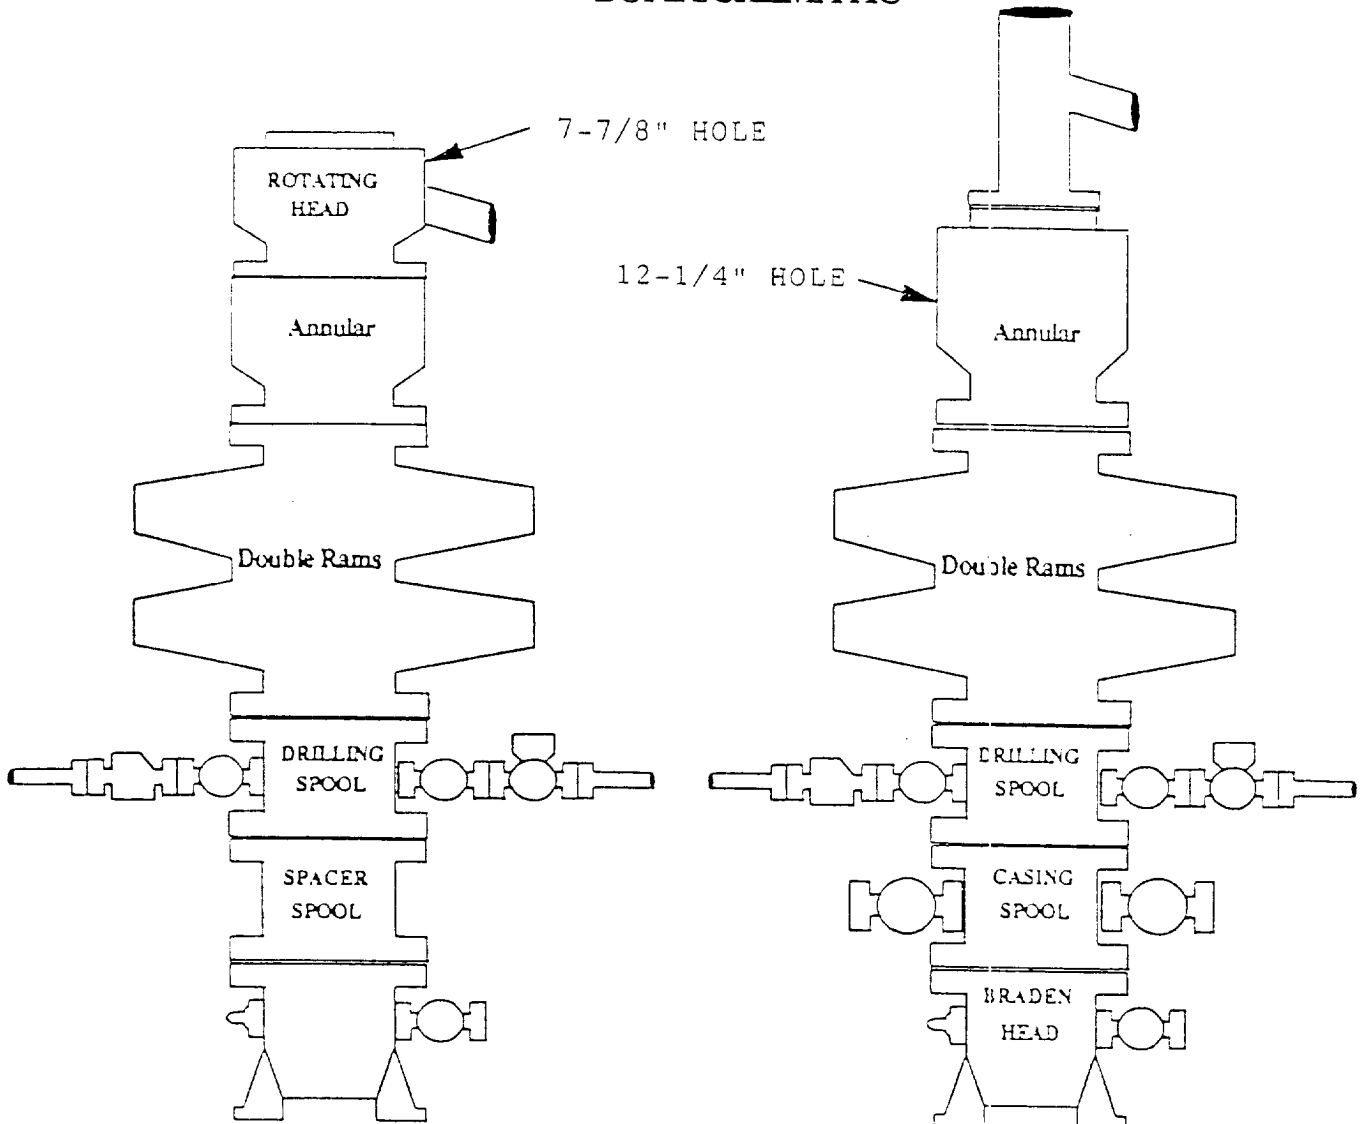 7-7/8" HOLE
ROTATING
HEAD
Annular
Double Rams
DRILLING
SPOOL
SPACER
SPOOL
12-1/4" HOLE
Annular
Double Rams
DRILLING
SPOOL
CASING
SPOOL
BRADEN
HEAD